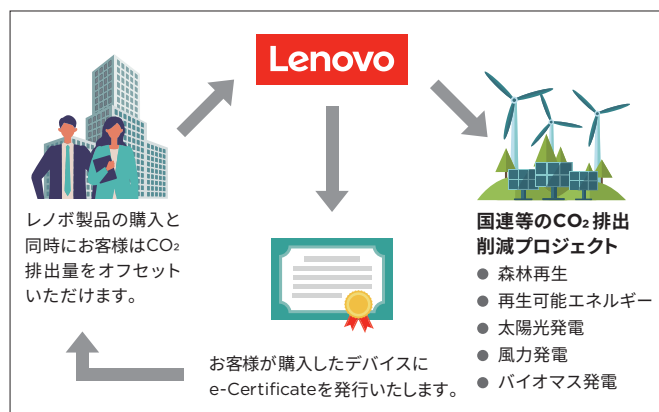 Lenovo
レノボ製品の購入と
同時にお客様はCO₂
排出量をオフセット
いただけます。
お客様が購入したデバイスに
e-Certificateを発行いたします。
国連等のCO₂排出
削減プロジェクト
● 森林再生
● 再生可能エネルギー
● 太陽光発電
● 風力発電
● バイオマス発電